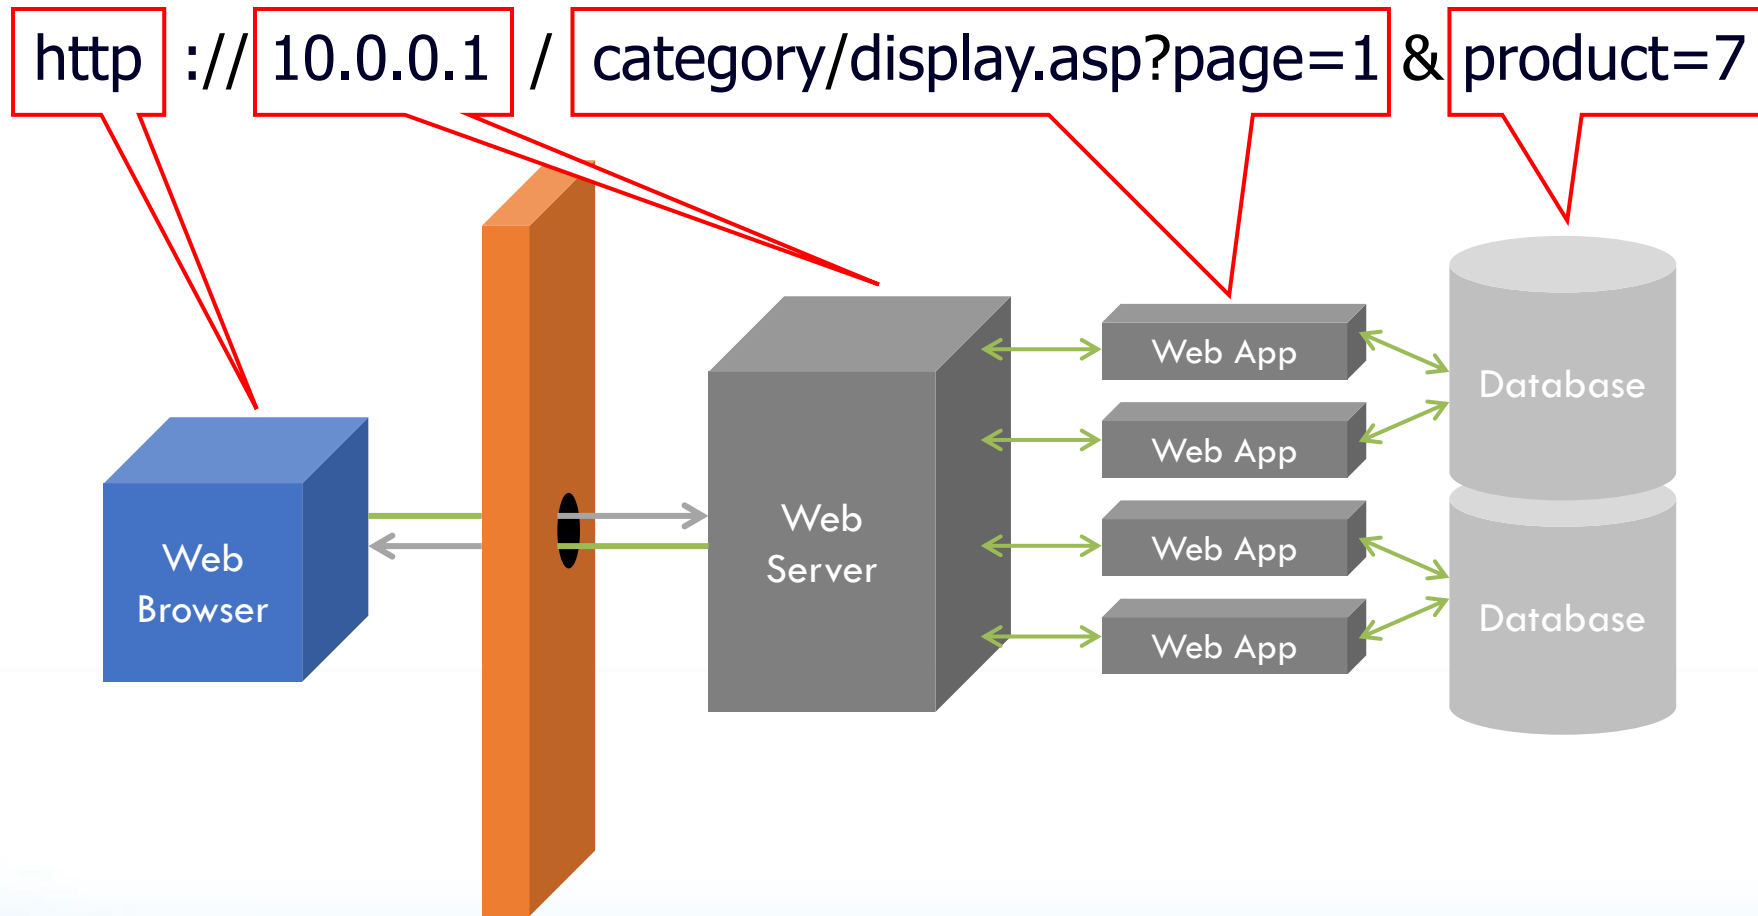 http :// 10.0.0.1 / category/display.asp?page=1 & product=7
Web
Browser
Web
Server
Web App
Web App
Web App
Web App
Database
Database